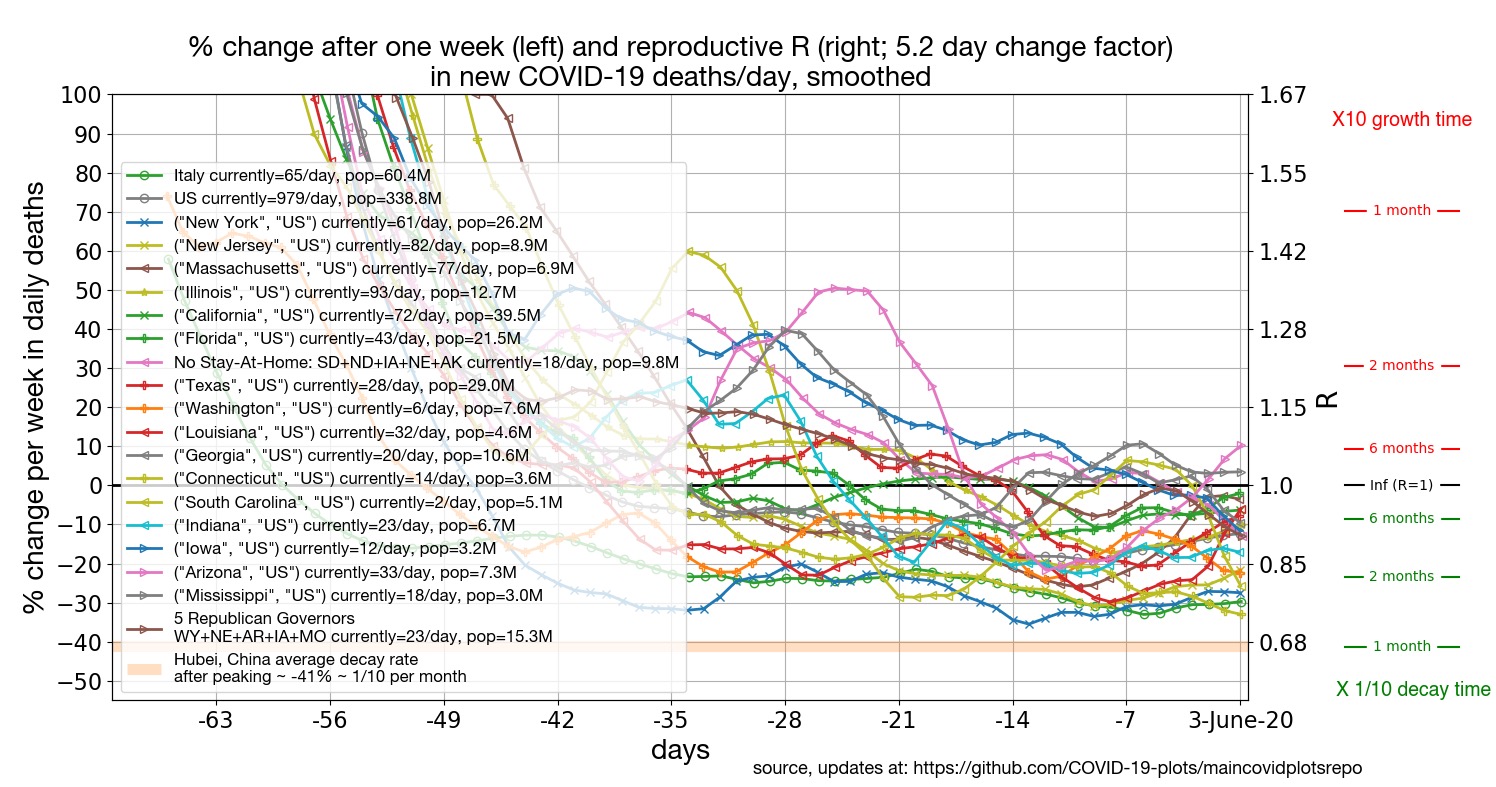 % change after one week (left) and reproductive R (right; 5.2 day change factor)
in new COVID-19 deaths/day, smoothed
% change per week in daily deaths
100
90
80
70
60
50
40
30
20
10
0
−10
−20
−30
−40
−50
Italy currently=65/day, pop=60.4M
US currently=979/day, pop=338.8M
("New York", "US") currently=61/day, pop=26.2M
("New Jersey", "US") currently=82/day, pop=8.9M
("Massachusetts", "US") currently=77/day, pop=6.9M
("Illinois", "US") currently=93/day, pop=12.7M
("California", "US") currently=72/day, pop=39.5M
("Florida", "US") currently=43/day, pop=21.5M
No Stay-At-Home: SD+ND+IA+NE+AK currently=18/day, pop=9.8M
("Texas", "US") currently=28/day, pop=29.0M
("Washington", "US") currently=6/day, pop=7.6M
("Louisiana", "US") currently=32/day, pop=4.6M
("Georgia", "US") currently=20/day, pop=10.6M
("Connecticut", "US") currently=14/day, pop=3.6M
("South Carolina", "US") currently=2/day, pop=5.1M
("Indiana", "US") currently=23/day, pop=6.7M
("Iowa", "US") currently=12/day, pop=3.2M
("Arizona", "US") currently=33/day, pop=7.3M
("Mississippi", "US") currently=18/day, pop=3.0M
5 Republican Governors
WY+NE+AR+IA+MO currently=23/day, pop=15.3M
Hubei, China average decay rate
after peaking ~ -41% ~ 1/10 per month
-63
-56
-49
-42
-35
-28
-21
-14
-7
3-June-20
days
1.67
1.55
1.42
1.28
1.15
1.0
0.85
0.68
R
X10 growth time
1 month
2 months
6 months
Inf (R=1)
6 months
2 months
1 month
X 1/10 decay time
source, updates at: https://github.com/COVID-19-plots/maincovidplotsrepo